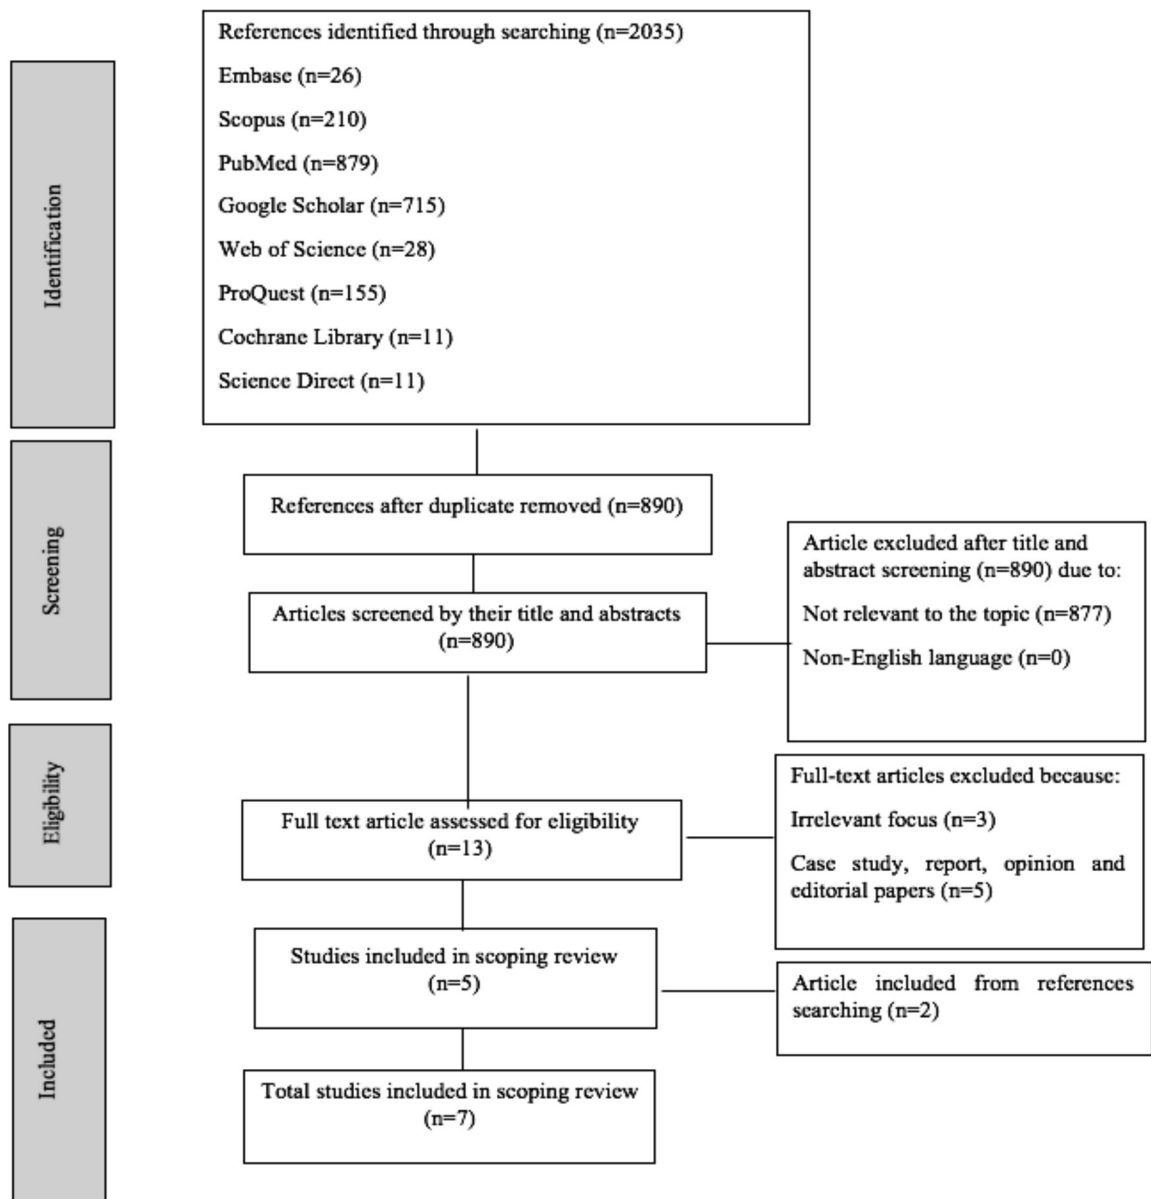 Identification
References identified through searching (n=2035)
Embase (n=26)
Scopus (n=210)
PubMed (n=879)
Google Scholar (n=715)
Web of Science (n=28)
ProQuest (n=155)
Cochrane Library (n=11)
Science Direct (n=11)
Screening
References after duplicate removed (n=890)
Articles screened by their title and abstracts
(n=890)
Article excluded after title and
abstract screening (n=890) due to:
Not relevant to the topic (n=877)
Non-English language (n=0)
Eligibility
Full text article assessed for eligibility
(n=13)
Full-text articles excluded because:
Irrelevant focus (n=3)
Case study, report, opinion and
editorial papers (n=5)
Included
Studies included in scoping review
(n=5)
Article included from references
searching (n=2)
Total studies included in scoping review
(n=7)